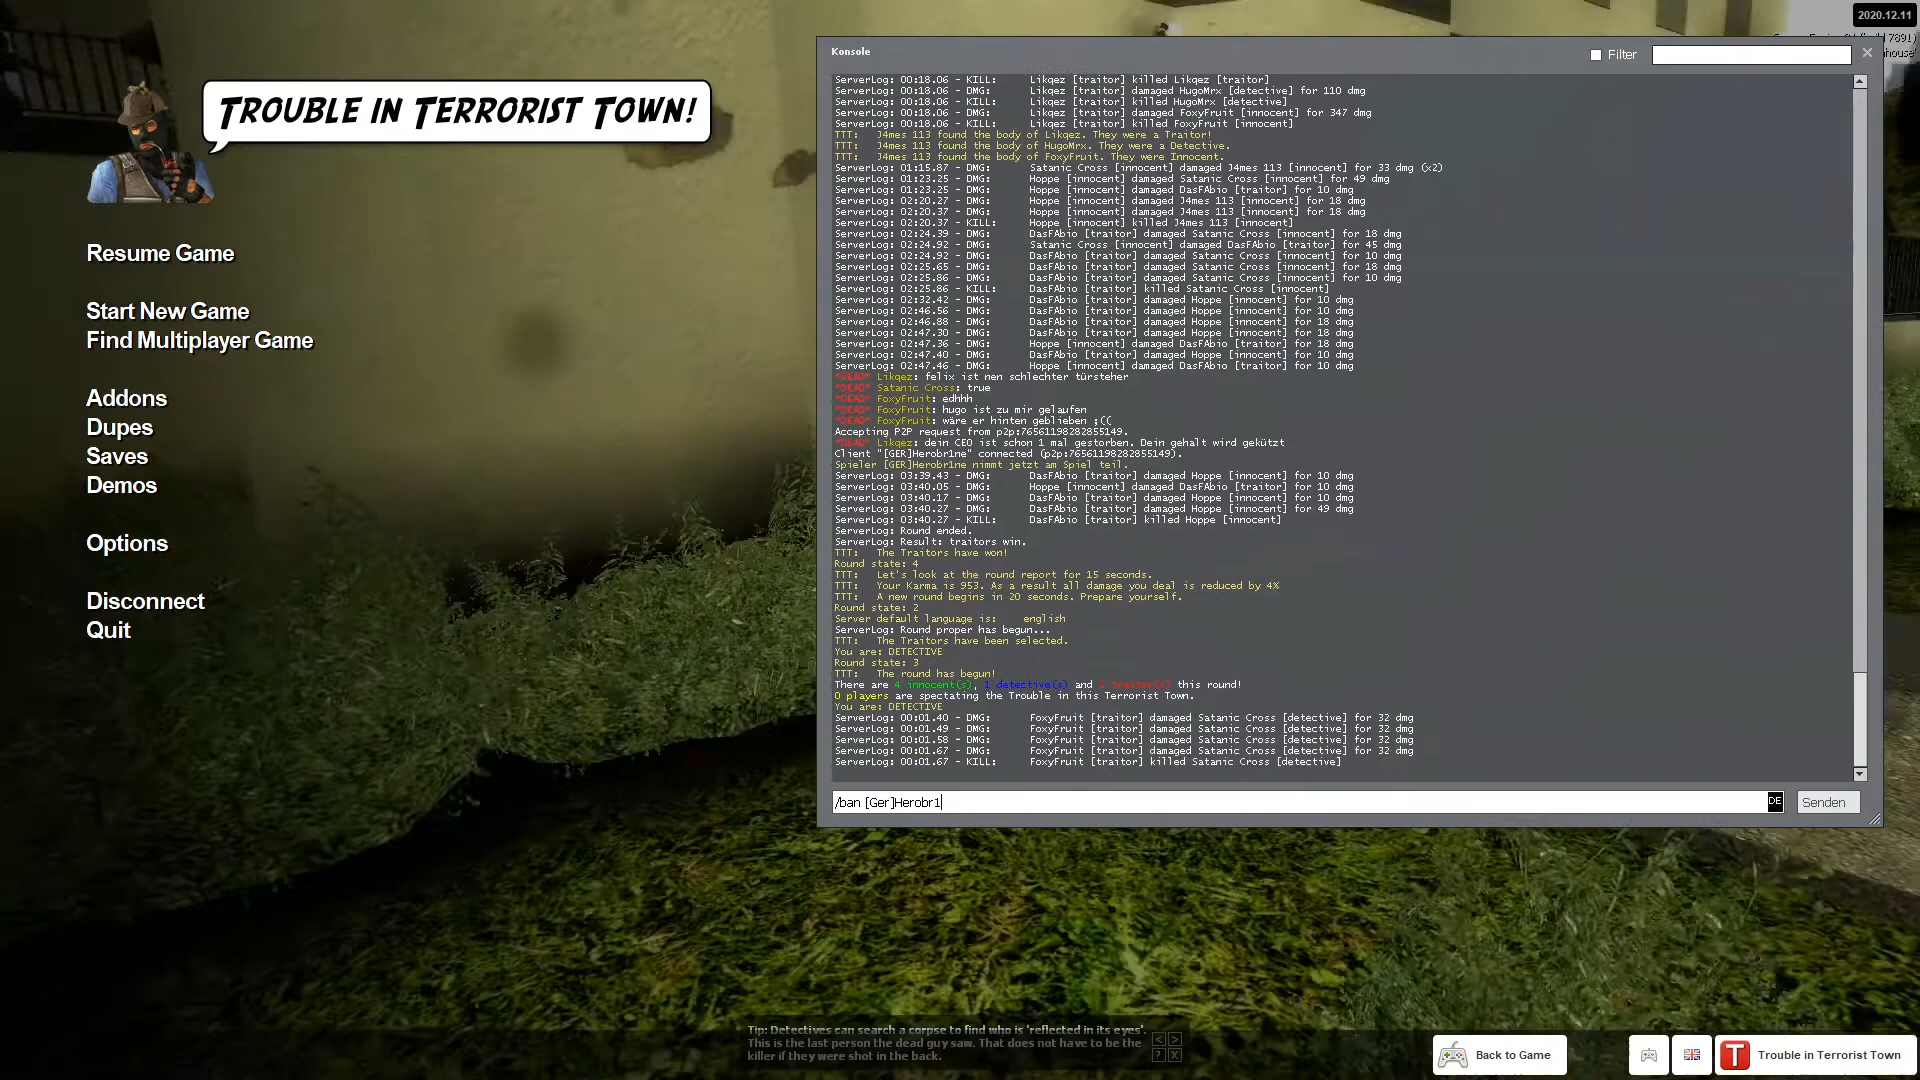 2020.12.11
TROUBLE IN TERRORIST TOWN!
Resume Game
Start New Game
Find Multiplayer Game
Addons
Dupes
Saves
Demos
Options
Disconnect
Quit
7891)
house'
Konsole
Filter
ServerLog: 00:18.06 - KILL: Likqez [traitor] killed Likqez [traitor]
ServerLog: 00:18.06 - DMG: Likqez [traitor] damaged HugoMrx [detective] for 110 dmg
ServerLog: 00:18.06 - KILL: Likqez [traitor] killed HugoMrx [detective]
ServerLog: 00:18.06 - DMG: Likqez [traitor] damaged FoxyFruit [innocent] for 347 dmg
ServerLog: 00:18.06 - KILL: Likqez [traitor] killed FoxyFruit [innocent]
TTT: J4mes 113 found the body of Likqez. They were a Traitor!
TTT: J4mes 113 found the body of HugoMrx. They were a Detective.
TTT: J4mes 113 found the body of FoxyFruit. They were Innocent.
ServerLog: 01:15.87 - DMG: Satanic Cross [innocent] damaged J4mes 113 [innocent] for 33 dmg (x2)
ServerLog: 01:23.25 - DMG: Hoppe [innocent] damaged Satanic Cross [innocent] for 49 dmg
ServerLog: 01:23.25 - DMG: Hoppe [innocent] damaged DasFAbio [traitor] for 10 dmg
ServerLog: 02:20.27 - DMG: Hoppe [innocent] damaged J4mes 113 [innocent] for 18 dmg
ServerLog: 02:20.37 - DMG: Hoppe [innocent] damaged J4mes 113 [innocent] for 18 dmg
ServerLog: 02:20.37 - KILL: Hoppe [innocent] killed J4mes 113 [innocent]
ServerLog: 02:24.39 - DMG: DasFAbio [traitor] damaged Satanic Cross [innocent] for 18 dmg
ServerLog: 02:24.92 - DMG: Satanic Cross [innocent] damaged DasFAbio [traitor] for 45 dmg
ServerLog: 02:24.92 - DMG: DasFAbio [traitor] damaged Satanic Cross [innocent] for 10 dmg
ServerLog: 02:25.65 - DMG: DasFAbio [traitor] damaged Satanic Cross [innocent] for 18 dmg
ServerLog: 02:25.86 - DMG: DasFAbio [traitor] damaged Satanic Cross [innocent] for 10 dmg
ServerLog: 02:25.86 - KILL: DasFAbio [traitor] killed Satanic Cross [innocent]
ServerLog: 02:32.42 - DMG: DasFAbio [traitor] damaged Hoppe [innocent] for 10 dmg
ServerLog: 02:46.56 - DMG: DasFAbio [traitor] damaged Hoppe [innocent] for 10 dmg
ServerLog: 02:46.88 - DMG: DasFAbio [traitor] damaged Hoppe [innocent] for 18 dmg
ServerLog: 02:47.30 - DMG: DasFAbio [traitor] damaged Hoppe [innocent] for 18 dmg
ServerLog: 02:47.36 - DMG: Hoppe [innocent] damaged DasFAbio [traitor] for 18 dmg
ServerLog: 02:47.40 - DMG: DasFAbio [traitor] damaged Hoppe [innocent] for 10 dmg
ServerLog: 02:47.46 - DMG: Hoppe [innocent] damaged DasFAbio [traitor] for 10 dmg
*DEAD* Likqez: felix ist nen schlechter türsteher
*DEAD* Satanic Cross: true
*DEAD* FoxyFruit: edhhh
*DEAD* FoxyFruit: hugo ist zu mir gelaufen
*DEAD* FoxyFruit: wäre er hinten geblieben ;((
Accepting P2P request from p2p:76561198282855149.
*DEAD* Likqez: dein CEO ist schon 1 mal gestorben. Dein gehalt wird gekützt
Client "[GER]Herobr1ne" connected (p2p:76561198282855149).
Spieler [GER]Herobr1ne nimmt jetzt am Spiel teil.
ServerLog: 03:39.43 - DMG: DasFAbio [traitor] damaged Hoppe [innocent] for 10 dmg
ServerLog: 03:40.05 - DMG: Hoppe [innocent] damaged DasFAbio [traitor] for 10 dmg
ServerLog: 03:40.17 - DMG: DasFAbio [traitor] damaged Hoppe [innocent] for 10 dmg
ServerLog: 03:40.27 - DMG: DasFAbio [traitor] damaged Hoppe [innocent] for 49 dmg
ServerLog: 03:40.27 - KILL: DasFAbio [traitor] killed Hoppe [innocent]
ServerLog: Round ended.
ServerLog: Result: traitors win.
TTT: The Traitors have won!
Round state: 4
TTT: Let's look at the round report for 15 seconds.
TTT: Your Karma is 953. As a result all damage you deal is reduced by 4%
TTT: A new round begins in 20 seconds. Prepare yourself.
Round state: 2
Server default language is: english
ServerLog: Round proper has begun...
TTT: The Traitors have been selected.
You are: DETECTIVE
Round state: 3
TTT: The round has begun!
There are 4 innocent(s), 1 detective(s) and 2 traitor(s) this round!
0 players are spectating the Trouble in this Terrorist Town.
You are: DETECTIVE
ServerLog: 00:01.40 - DMG: FoxyFruit [traitor] damaged Satanic Cross [detective] for 32 dmg
ServerLog: 00:01.49 - DMG: FoxyFruit [traitor] damaged Satanic Cross [detective] for 32 dmg
ServerLog: 00:01.58 - DMG: FoxyFruit [traitor] damaged Satanic Cross [detective] for 32 dmg
ServerLog: 00:01.67 - DMG: FoxyFruit [traitor] damaged Satanic Cross [detective] for 32 dmg
ServerLog: 00:01.67 - KILL: FoxyFruit [traitor] killed Satanic Cross [detective]
/ban [Ger]Herobr1
DE
Senden
Tip: Detectives can search a corpse to find who is 'reflected in its eyes'.
This is the last person the dead guy saw. That does not have to be the
killer if they were shot in the back.
< >
? X
Back to Game
T
Trouble in Terrorist Town